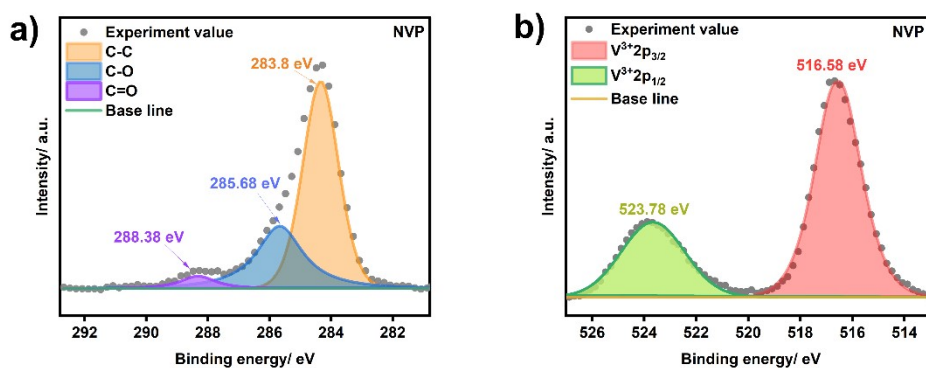 a)
Experiment value
C-C
C-O
C=O
Base line
NVP
283.8 eV
285.68 eV
288.38 eV
Intensity/ a.u.
292 290 288 286 284 282
Binding energy/ eV
b)
Experiment value
V³⁺2p₃/₂
V³⁺2p₁/₂
Base line
NVP
516.58 eV
523.78 eV
Intensity/ a.u.
526 524 522 520 518 516 514
Binding energy/ eV